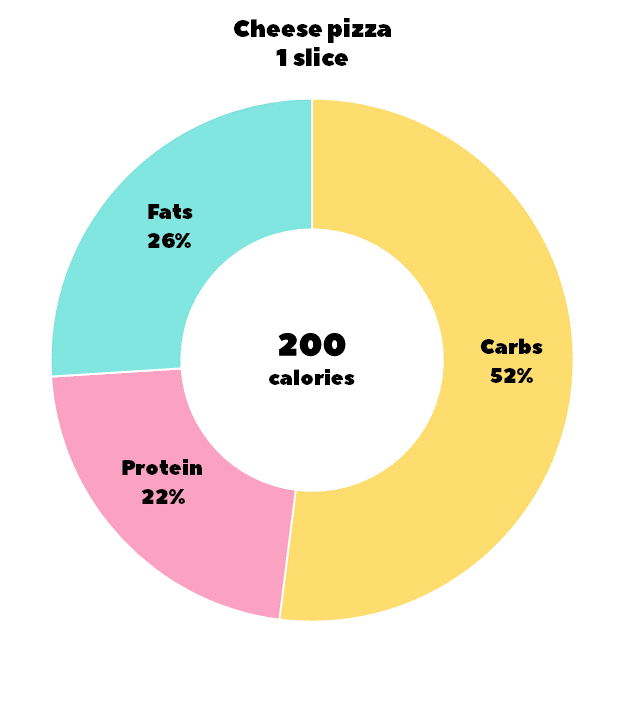 Cheese pizza
1 slice
Fats
26%
200
calories
Carbs
52%
Protein
22%